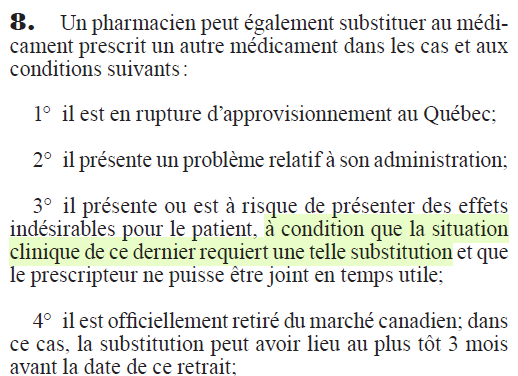 8. Un pharmacien peut également substituer au médi-
cament prescrit un autre médicament dans les cas et aux
conditions suivants :
1° il est en rupture d'approvisionnement au Québec;
2° il présente un problème relatif à son administration;
3° il présente ou est à risque de présenter des effets
indésirables pour le patient, à condition que la situation
clinique de ce dernier requiert une telle substitution et que
le prescripteur ne puisse être joint en temps utile;
4° il est officiellement retiré du marché canadien; dans
ce cas, la substitution peut avoir lieu au plus tôt 3 mois
avant la date de ce retrait;